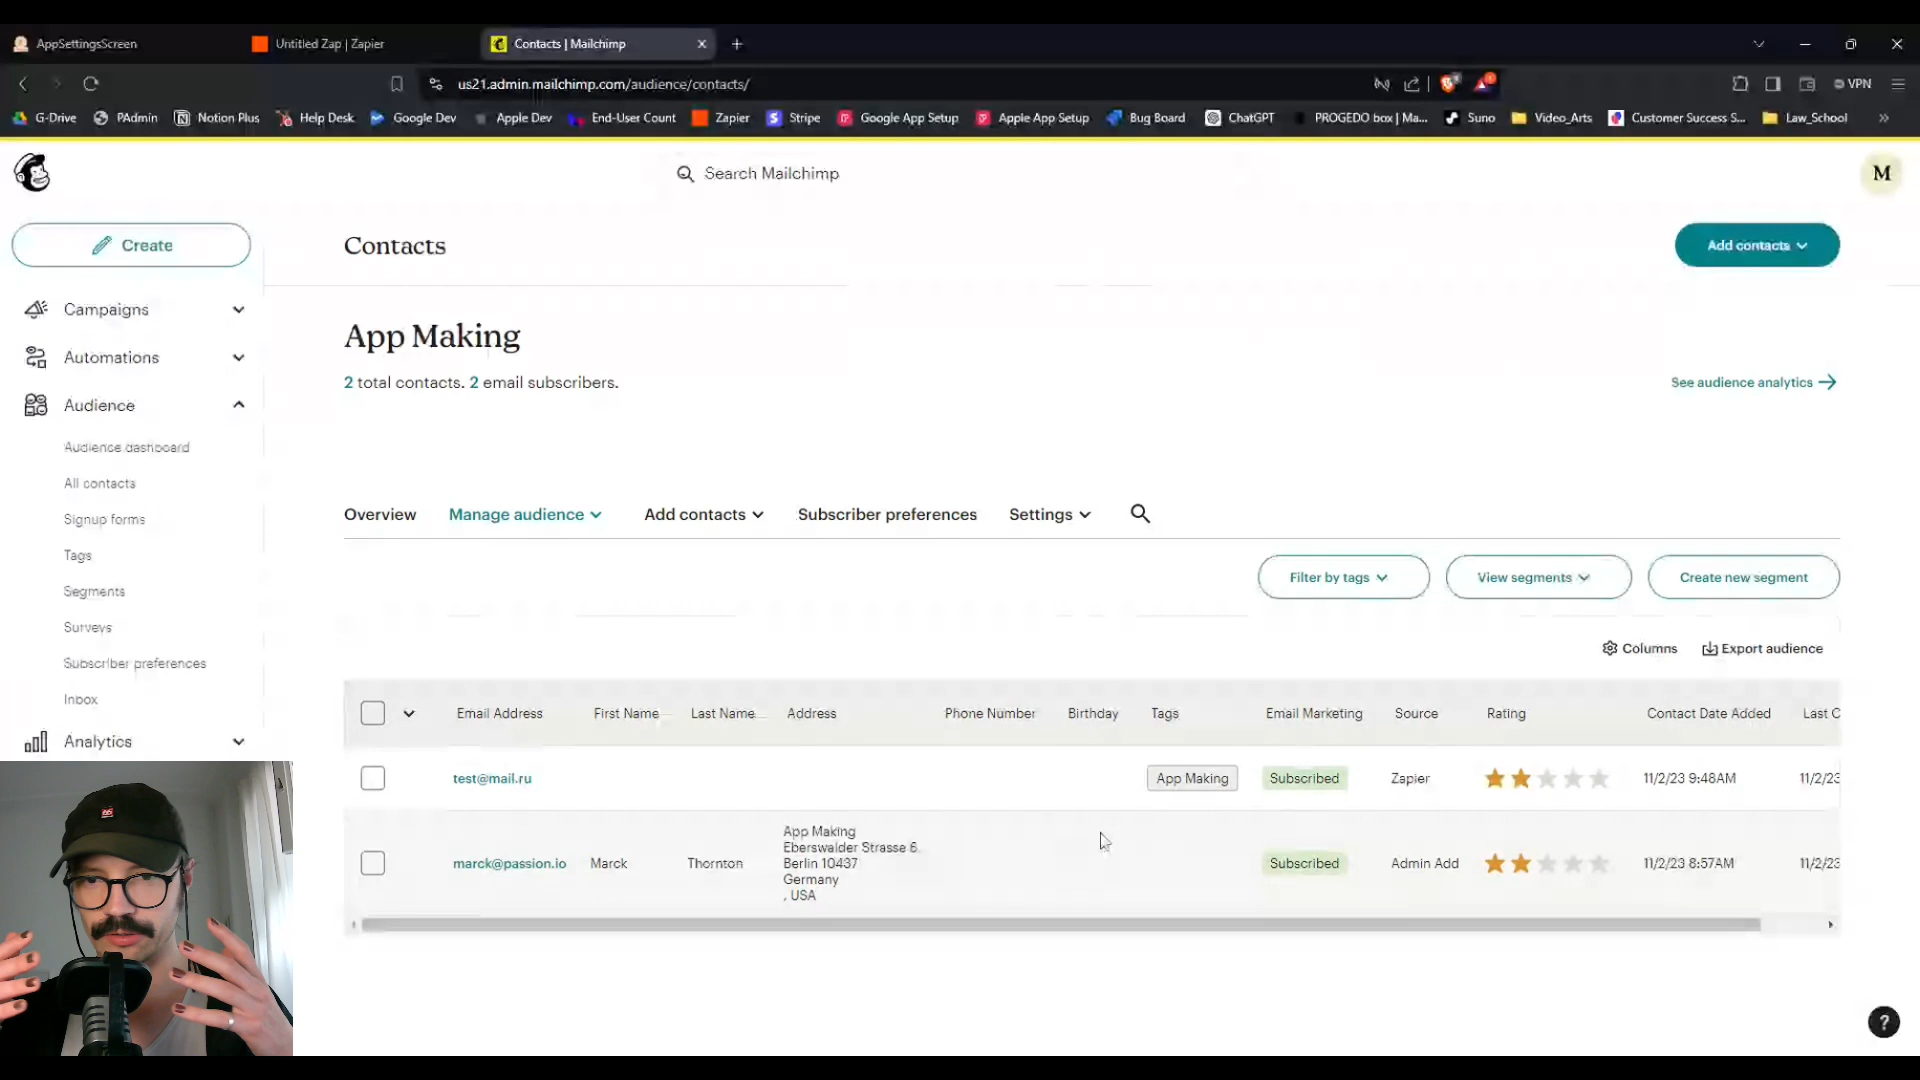 AppSettingsScreen
Untitled Zap | Zapier
Contacts | Mailchimp
us21.admin.mailchimp.com/audience/contacts/
VPN
G-Drive PAdmin Notion Plus Help Desk Google Dev Apple Dev End-User Count Zapier Stripe Google App Setup Apple App Setup Bug Board ChatGPT PROGEDO box | Ma... Suno Video_Arts Customer Success S... Law_School
Search Mailchimp
M
Create
Contacts
Add contacts
Campaigns
Automations
Audience
Audience dashboard
All contacts
Signup forms
Tags
Segments
Surveys
Subscriber preferences
Inbox
Analytics
App Making
2 total contacts. 2 email subscribers.
See audience analytics
Overview Manage audience Add contacts Subscriber preferences Settings
Filter by tags View segments Create new segment
Columns Export audience
Email Address First Name Last Name Address Phone Number Birthday Tags Email Marketing Source Rating Contact Date Added Last C
test@mail.ru App Making Subscribed Zapier 11/2/23 9:48AM 11/2/23
marck@passion.io Marck Thornton
App Making
Eberswalder Strasse 6.
Berlin 10437
Germany
, USA
Subscribed Admin Add 11/2/23 8:57AM 11/2/23
?